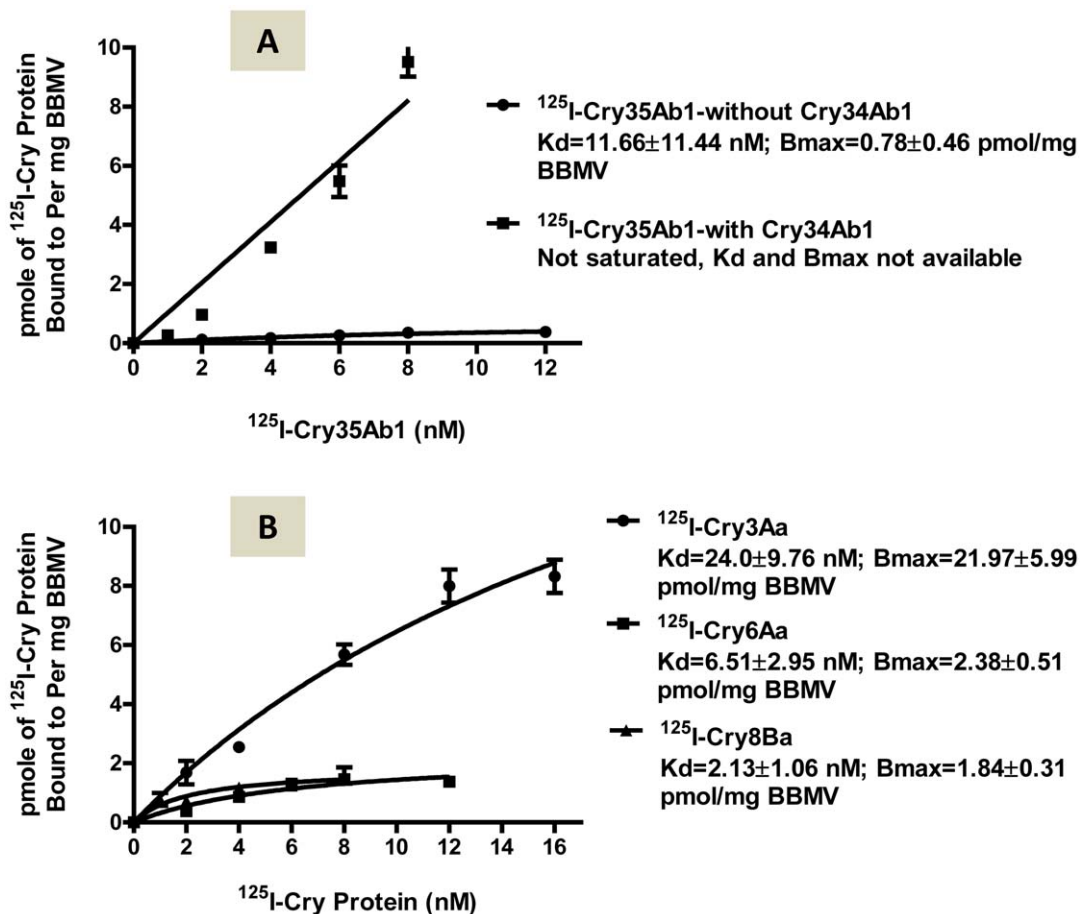 A
10
8
6
4
2
0
0 2 4 6 8 10 12
pmole of ¹²⁵I-Cry Protein
Bound to Per mg BBMV
¹²⁵I-Cry35Ab1 (nM)
¹²⁵I-Cry35Ab1-without Cry34Ab1
Kd=11.66±11.44 nM; Bmax=0.78±0.46 pmol/mg
BBMV
¹²⁵I-Cry35Ab1-with Cry34Ab1
Not saturated, Kd and Bmax not available
B
10
8
6
4
2
0
0 2 4 6 8 10 12 14 16
pmole of ¹²⁵I-Cry Protein
Bound to Per mg BBMV
¹²⁵I-Cry Protein (nM)
¹²⁵I-Cry3Aa
Kd=24.0±9.76 nM; Bmax=21.97±5.99
pmol/mg BBMV
¹²⁵I-Cry6Aa
Kd=6.51±2.95 nM; Bmax=2.38±0.51
pmol/mg BBMV
¹²⁵I-Cry8Ba
Kd=2.13±1.06 nM; Bmax=1.84±0.31
pmol/mg BBMV